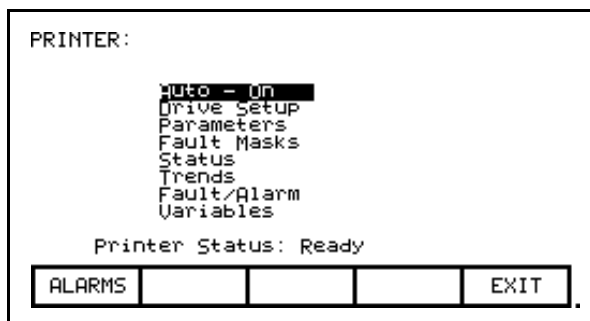 PRINTER:
Auto - On
Drive Setup
Parameters
Fault Masks
Status
Trends
Fault/Alarm
Variables
Printer Status: Ready
ALARMS EXIT